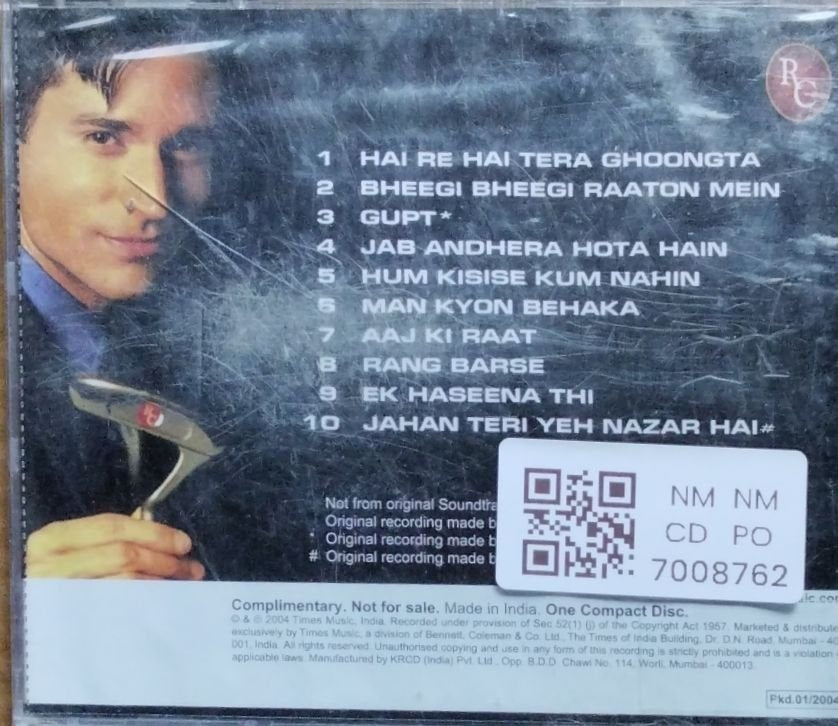 RG
1 HAI RE HAI TERA GHOONGTA
2 BHEEGI BHEEGI RAATON MEIN
3 GUPT*
4 JAB ANDHERA HOTA HAIN
5 HUM KISISE KUM NAHIN
6 MAN KYON BEHAKA
7 AAJ KI RAAT
8 RANG BARSE
9 EK HASEENA THI
10 JAHAN TERI YEH NAZAR HAI#
RG
Not from original Soundtra
Original recording made b
* Original recording made b
# Original recording made b
NM NM
CD PO
7008762
ic.com
Complimentary. Not for sale. Made in India. One Compact Disc.
© & ℗ 2004 Times Music, India. Recorded under provision of Sec 52(1) (j) of the Copyright Act 1957. Marketed & distribute
exclusively by Times Music, a division of Bennett, Coleman & Co. Ltd., The Times of India Building, Dr. D.N. Road, Mumbai - 40
001, India. All rights reserved. Unauthorised copying and use in any form of this recording is strictly prohibited and is a violation
applicable laws. Manufactured by KRCD (India) Pvt. Ltd., Opp. B.D.D. Chawl No. 114, Worli, Mumbai - 400013.
Pkd.01/2004